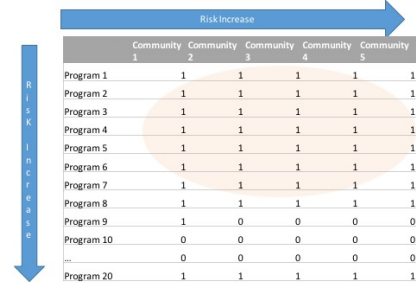 Risk Increase
Community 1 Community 2 Community 3 Community 4 Community 5
Program 1 1 1 1 1 1
Program 2 1 1 1 1 1
Program 3 1 1 1 1 1
Program 4 1 1 1 1 1
Program 5 1 1 1 1 1
Program 6 1 1 1 1 1
Program 7 1 1 1 1 1
Program 8 1 1 1 1 1
Program 9 1 0 0 0 0
Program 10 0 0 0 0 0
... 0 0 0 0 0
Program 20 1 1 1 1 1
RisK Increase